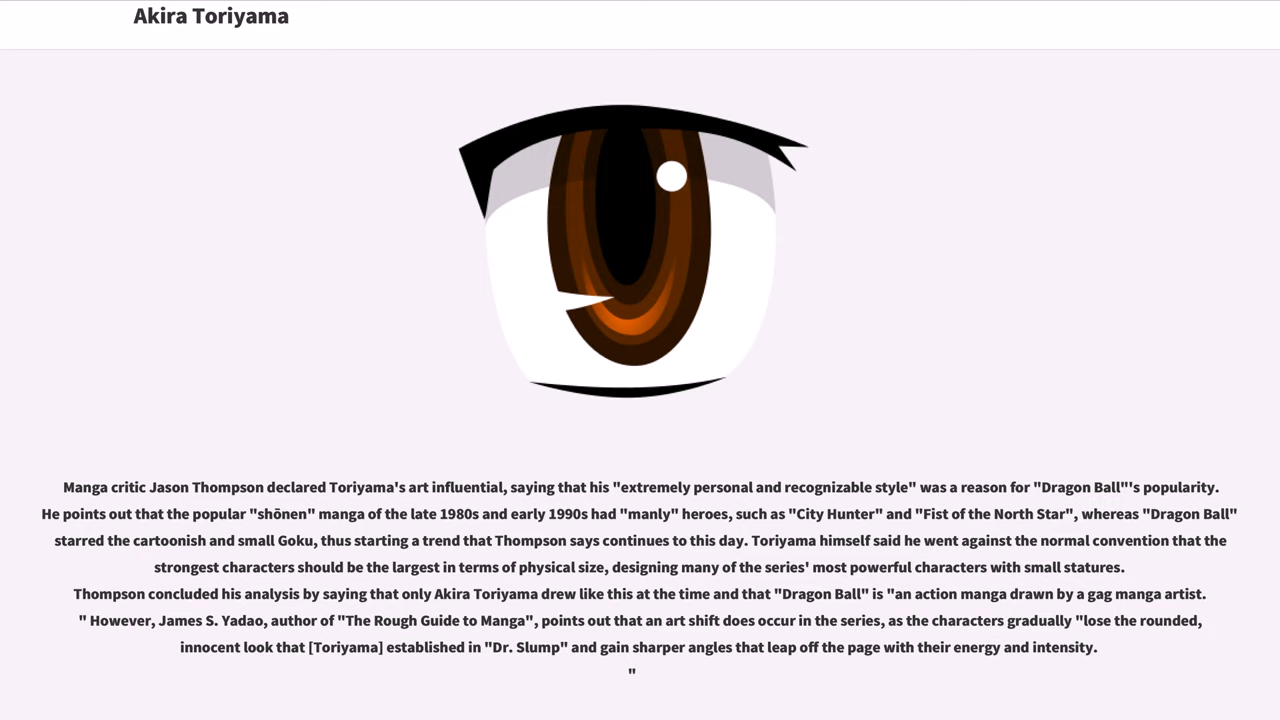 Akira Toriyama
Manga critic Jason Thompson declared Toriyama's art influential, saying that his "extremely personal and recognizable style" was a reason for "Dragon Ball"'s popularity.
He points out that the popular "shōnen" manga of the late 1980s and early 1990s had "manly" heroes, such as "City Hunter" and "Fist of the North Star", whereas "Dragon Ball"
starred the cartoonish and small Goku, thus starting a trend that Thompson says continues to this day. Toriyama himself said he went against the normal convention that the
strongest characters should be the largest in terms of physical size, designing many of the series' most powerful characters with small statures.
Thompson concluded his analysis by saying that only Akira Toriyama drew like this at the time and that "Dragon Ball" is "an action manga drawn by a gag manga artist.
" However, James S. Yadao, author of "The Rough Guide to Manga", points out that an art shift does occur in the series, as the characters gradually "lose the rounded,
innocent look that [Toriyama] established in "Dr. Slump" and gain sharper angles that leap off the page with their energy and intensity.
"